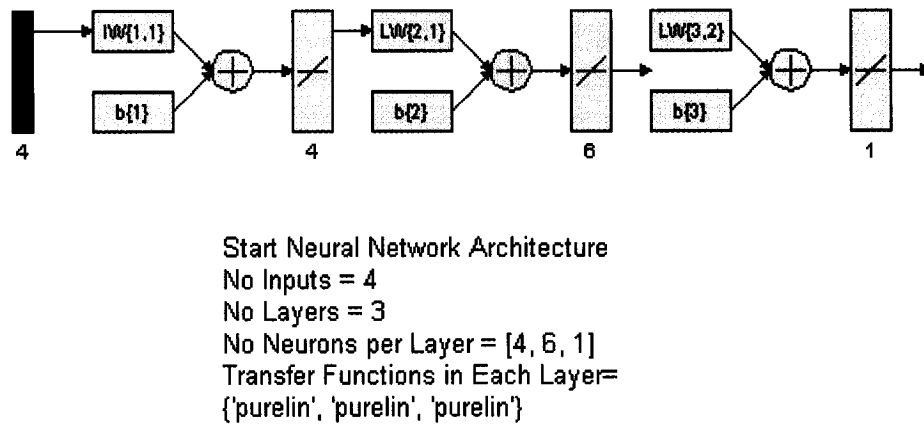 IW{1,1} LW{2,1} LW{3,2}
b{1} b{2} b{3}
4 4 6 1
Start Neural Network Architecture
No Inputs = 4
No Layers = 3
No Neurons per Layer = [4, 6, 1]
Transfer Functions in Each Layer=
{'purelin', 'purelin', 'purelin'}